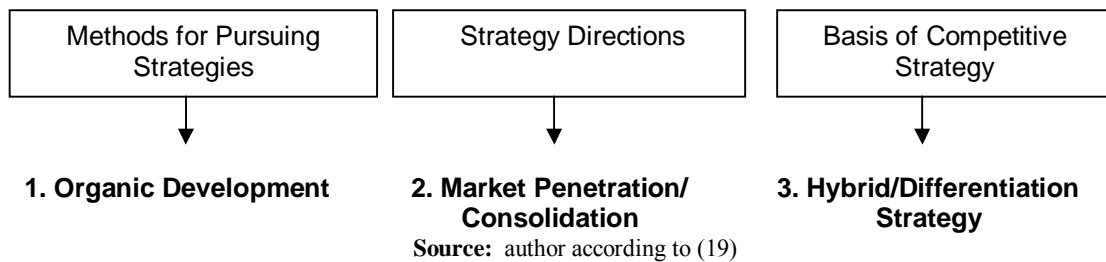 Methods for Pursuing
Strategies
Strategy Directions
Basis of Competitive
Strategy
1. Organic Development
2. Market Penetration/
Consolidation
3. Hybrid/Differentiation
Strategy
Source: author according to (19)